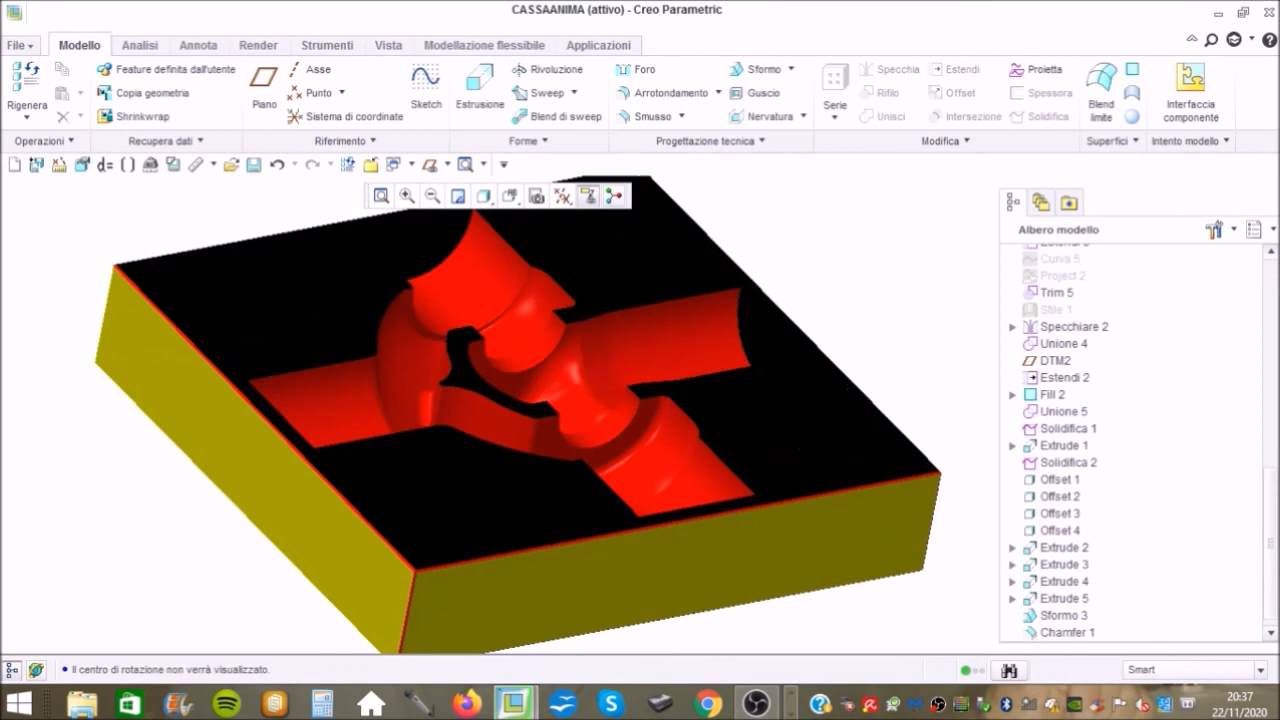 CASSAANIMA (attivo) - Creo Parametric
File Modello Analisi Annota Render Strumenti Vista Modellazione flessibile Applicazioni
Rigenera
Operazioni
Feature definita dall'utente
Copia geometria
Shrinkwrap
Recupera dati
Piano
Asse
Punto
Sistema di coordinate
Sketch
Riferimento
Estrusione
Rivoluzione
Sweep
Blend di sweep
Forme
Foro
Arrotondamento
Smusso
Sformo
Guscio
Nervatura
Progettazione tecnica
Serie
Specchia
Rifilo
Unisci
Estendi
Offset
Intersezione
Proietta
Spessora
Solidifica
Modifica
Blend limite
Superfici
Interfaccia componente
Intento modello
Albero modello
Curva 5
Project 2
Trim 5
Stile 1
Specchiare 2
Unione 4
DTM2
Estendi 2
Fill 2
Unione 5
Solidifica 1
Extrude 1
Solidifica 2
Offset 1
Offset 2
Offset 3
Offset 4
Extrude 2
Extrude 3
Extrude 4
Extrude 5
Sformo 3
Chamfer 1
• Il centro di rotazione non verrà visualizzato.
Smart
20:37
22/11/2020